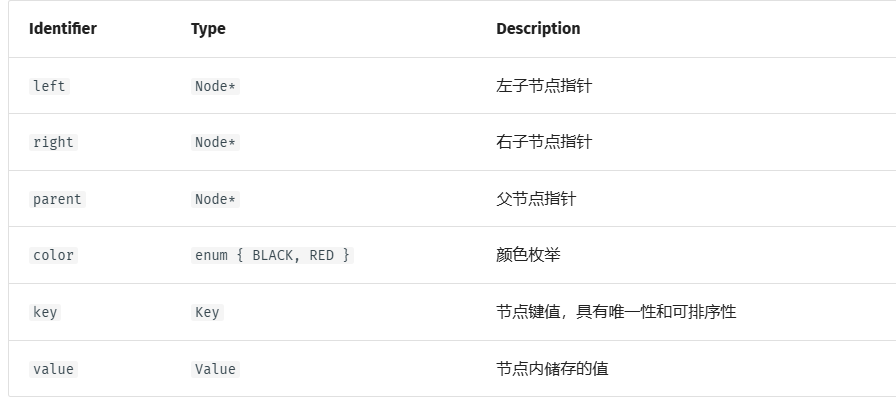 Identifier Type Description
left Node* 左子节点指针
right Node* 右子节点指针
parent Node* 父节点指针
color enum { BLACK, RED } 颜色枚举
key Key 节点键值，具有唯一性和可排序性
value Value 节点内储存的值